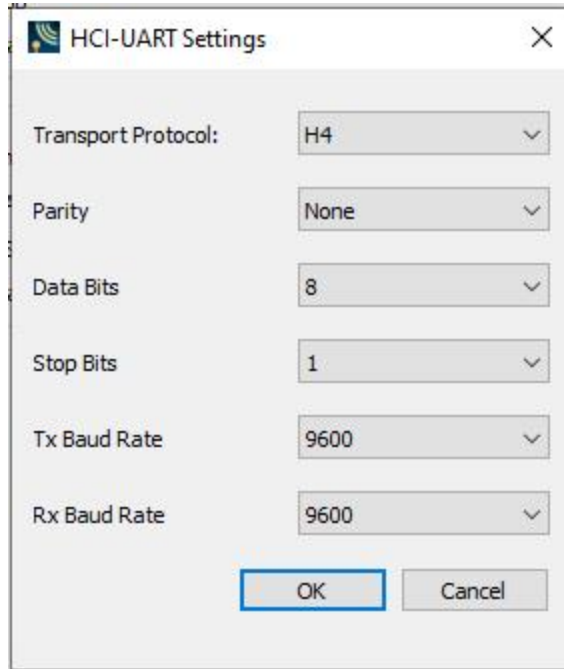 HCI-UART Settings
Transport Protocol: H4
Parity None
Data Bits 8
Stop Bits 1
Tx Baud Rate 9600
Rx Baud Rate 9600
OK Cancel